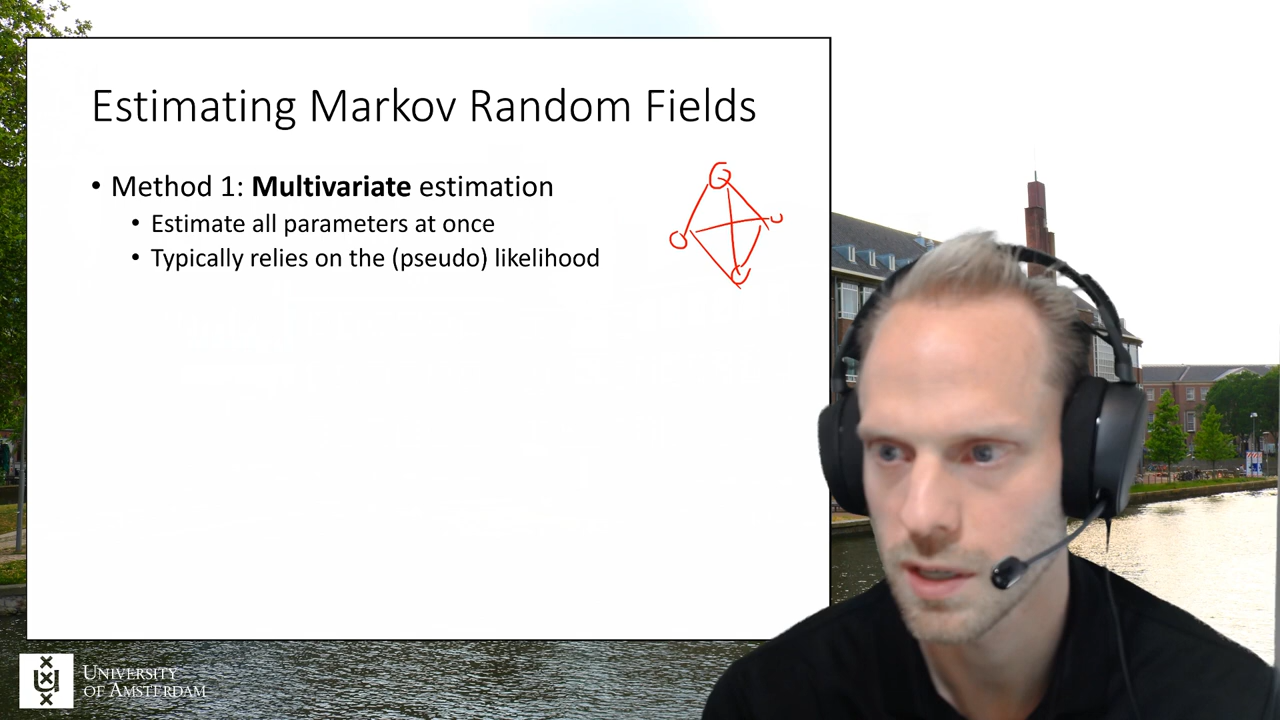 Estimating Markov Random Fields
• Method 1: Multivariate estimation
• Estimate all parameters at once
• Typically relies on the (pseudo) likelihood
UNIVERSITY
OF AMSTERDAM